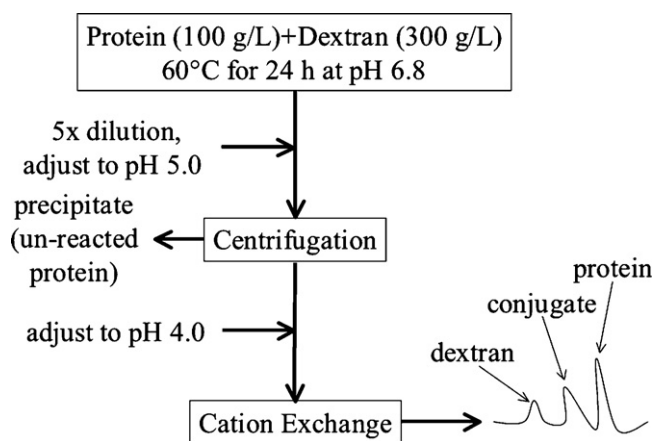 Protein (100 g/L)+Dextran (300 g/L)
60°C for 24 h at pH 6.8
5x dilution,
adjust to pH 5.0
precipitate
(un-reacted
protein)
Centrifugation
adjust to pH 4.0
Cation Exchange
protein
conjugate
dextran